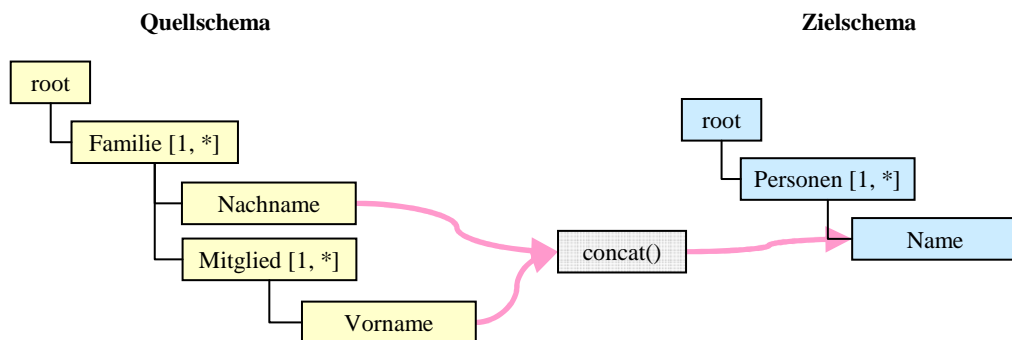 Quellschema
Zielschema
root
Familie [1, *]
Nachname
Mitglied [1, *]
Vorname
concat()
root
Personen [1, *]
Name